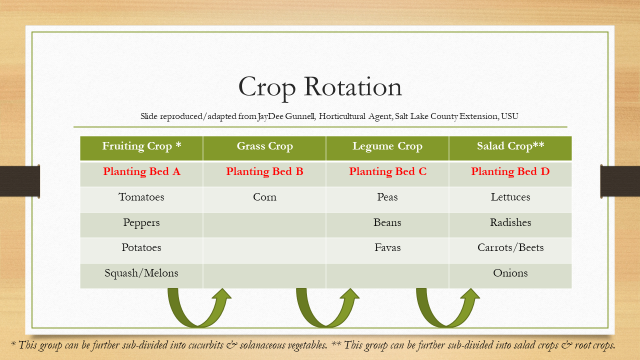 Crop Rotation
Slide reproduced/adapted from JayDee Gunnell, Horticultural Agent, Salt Lake County Extension, USU
Fruiting Crop * Grass Crop Legume Crop Salad Crop**
Planting Bed A Planting Bed B Planting Bed C Planting Bed D
Tomatoes Corn Peas Lettuces
Peppers Beans Radishes
Potatoes Favas Carrots/Beets
Squash/Melons Onions
* This group can be further sub-divided into cucurbits & solanaceous vegetables. ** This group can be further sub-divided into salad crops & root crops.